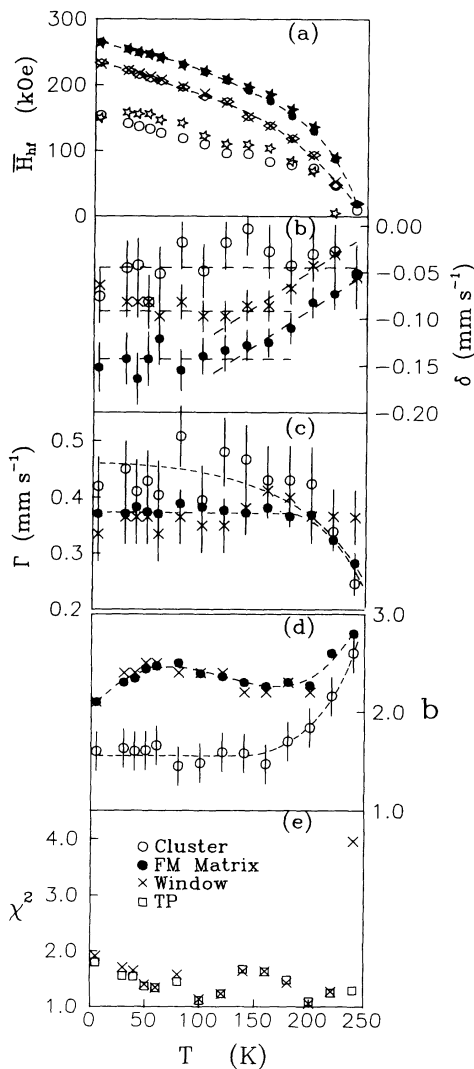 (a)
300
200
100
0
H̅hf (kOe)
(b)
0.00
−0.05
−0.10
−0.15
−0.20
δ (mm s⁻¹)
(c)
0.5
0.4
0.3
0.2
Γ (mm s⁻¹)
(d)
3.0
2.0
1.0
b
(e)
○ Cluster
● FM Matrix
× Window
□ TP
4.0
3.0
2.0
1.0
χ²
0 50 100 150 200 250
T (K)